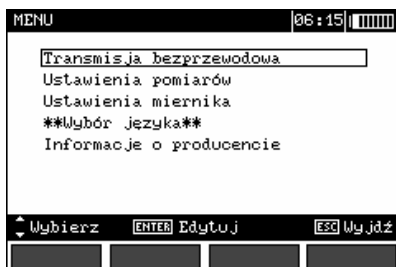 MENU 06:15
Transmisja bezprzewodowa
Ustawienia pomiarów
Ustawienia miernika
**Wybór języka**
Informacje o producencie
Wybierz ENTER Edytuj ESC Wyjdź